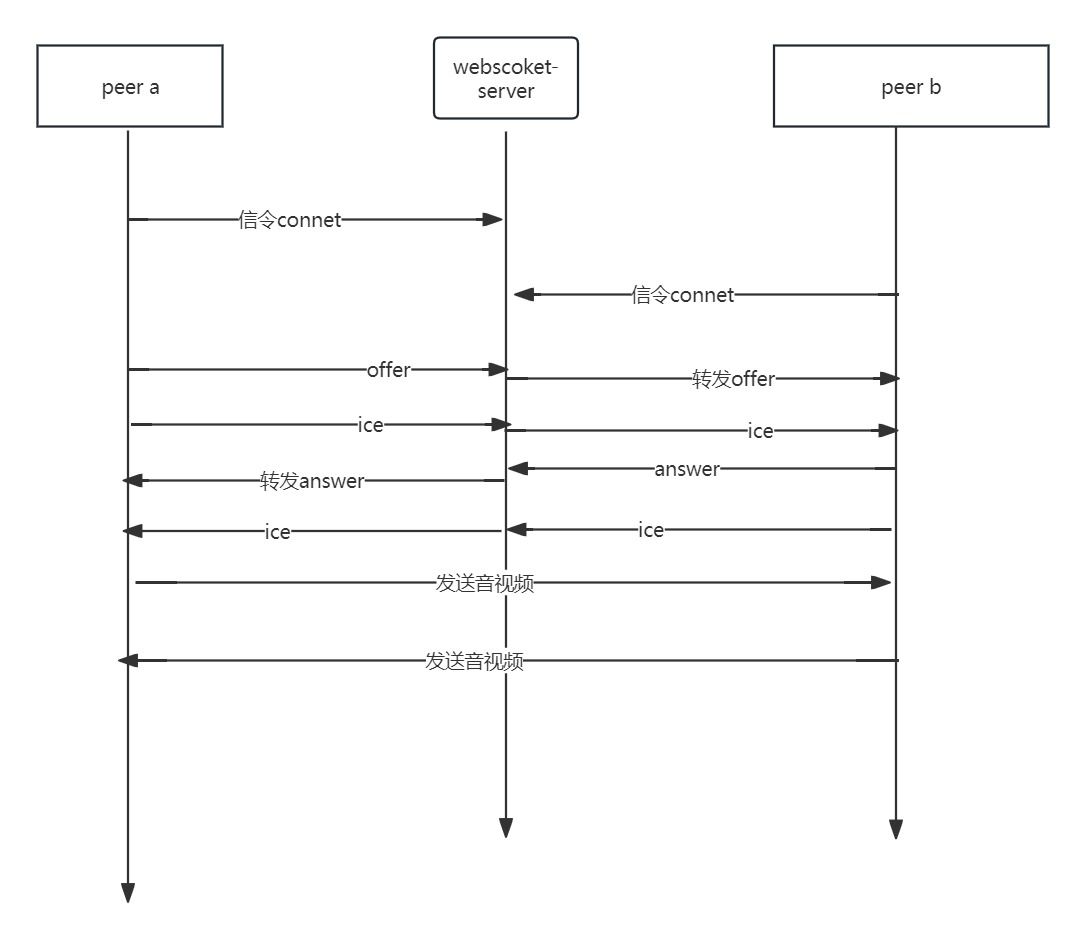 peer a
webscoket-
server
peer b
信令connet
信令connet
offer
转发offer
ice
ice
answer
转发answer
ice
ice
发送音视频
发送音视频